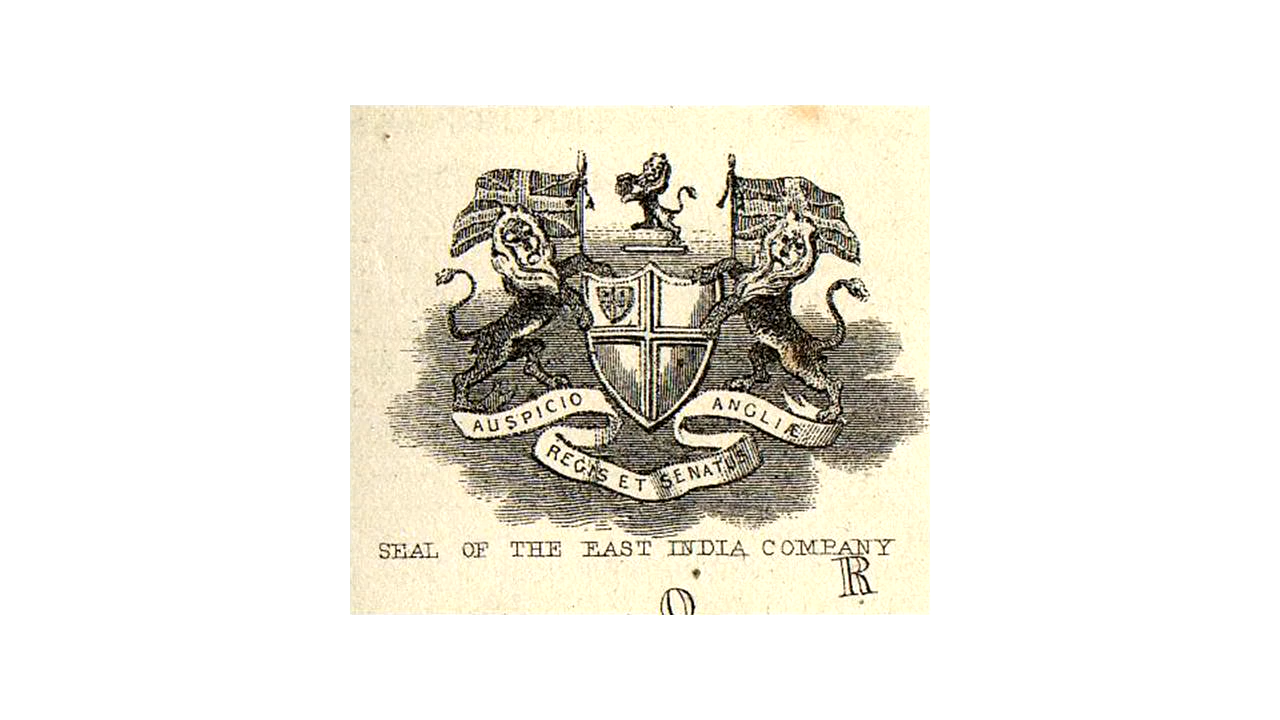 AUSPICIO
REGIS ET SENATUS
ANGLIÆ
SEAL OF THE EAST INDIA COMPANY
R
O